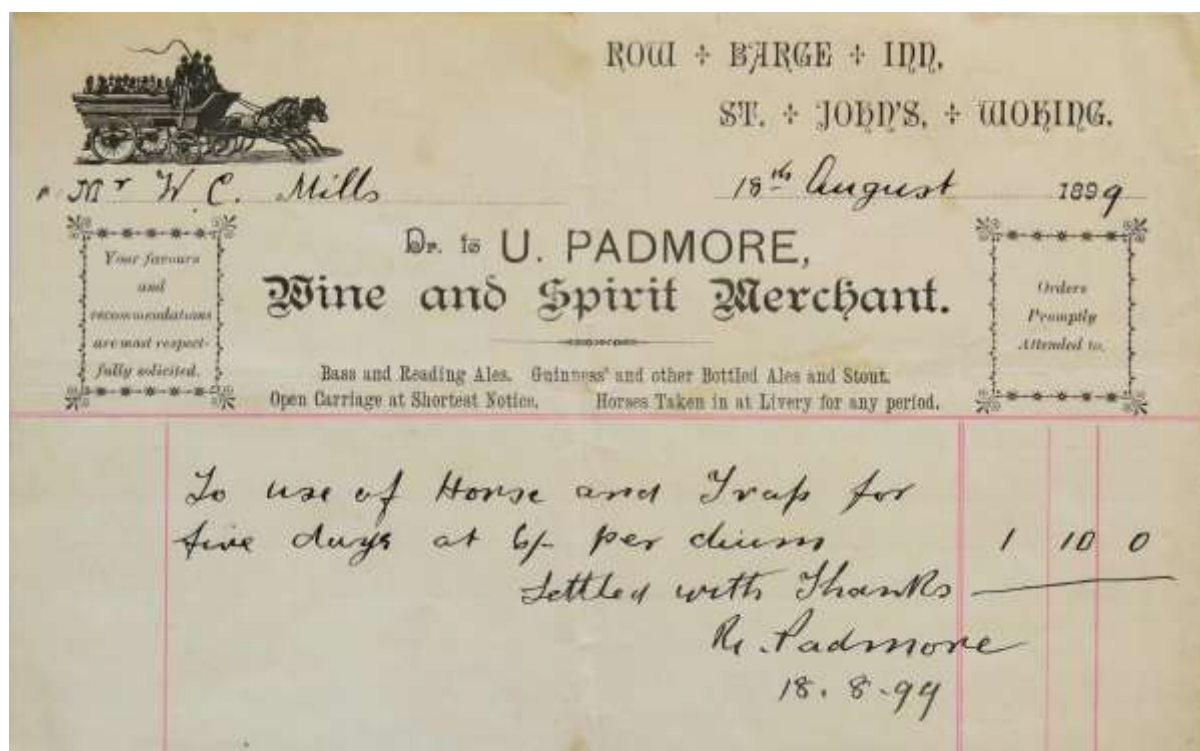 ROW + BARGE + INN,
ST. + JOHN'S, + WOKING.
Mr W. C. Mills
18th August 1899
Dr. to U. PADMORE,
Wine and Spirit Merchant.
Your favours
and
recommendations
are most respect-
fully solicited.
Orders
Promptly
Attended to.
Bass and Reading Ales. Guinness' and other Bottled Ales and Stout.
Open Carriage at Shortest Notice. Horses Taken in at Livery for any period.
To use of Horse and Trap for
five days at 6/- per dieum 1 10 0
Settled with Thanks
Padmore
18.8.99